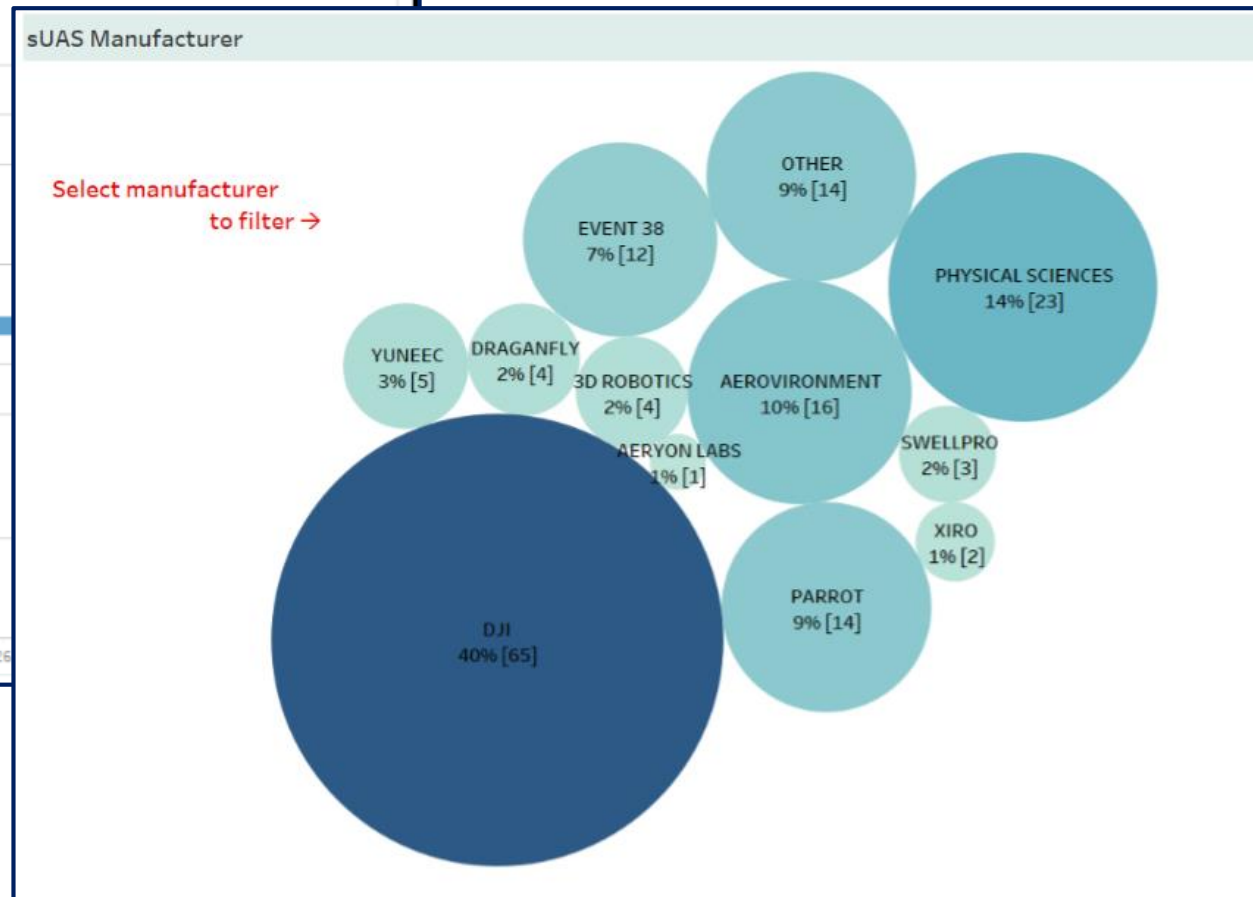 sUAS Manufacturer
Select manufacturer
to filter →
OTHER
9% [14]
EVENT 38
7% [12]
PHYSICAL SCIENCES
14% [23]
YUNEEC
3% [5]
DRAGANFLY
2% [4]
3D ROBOTICS
2% [4]
AEROVIRONMENT
10% [16]
AERYON LABS
1% [1]
SWELLPRO
2% [3]
XIRO
1% [2]
PARROT
9% [14]
DJI
40% [65]